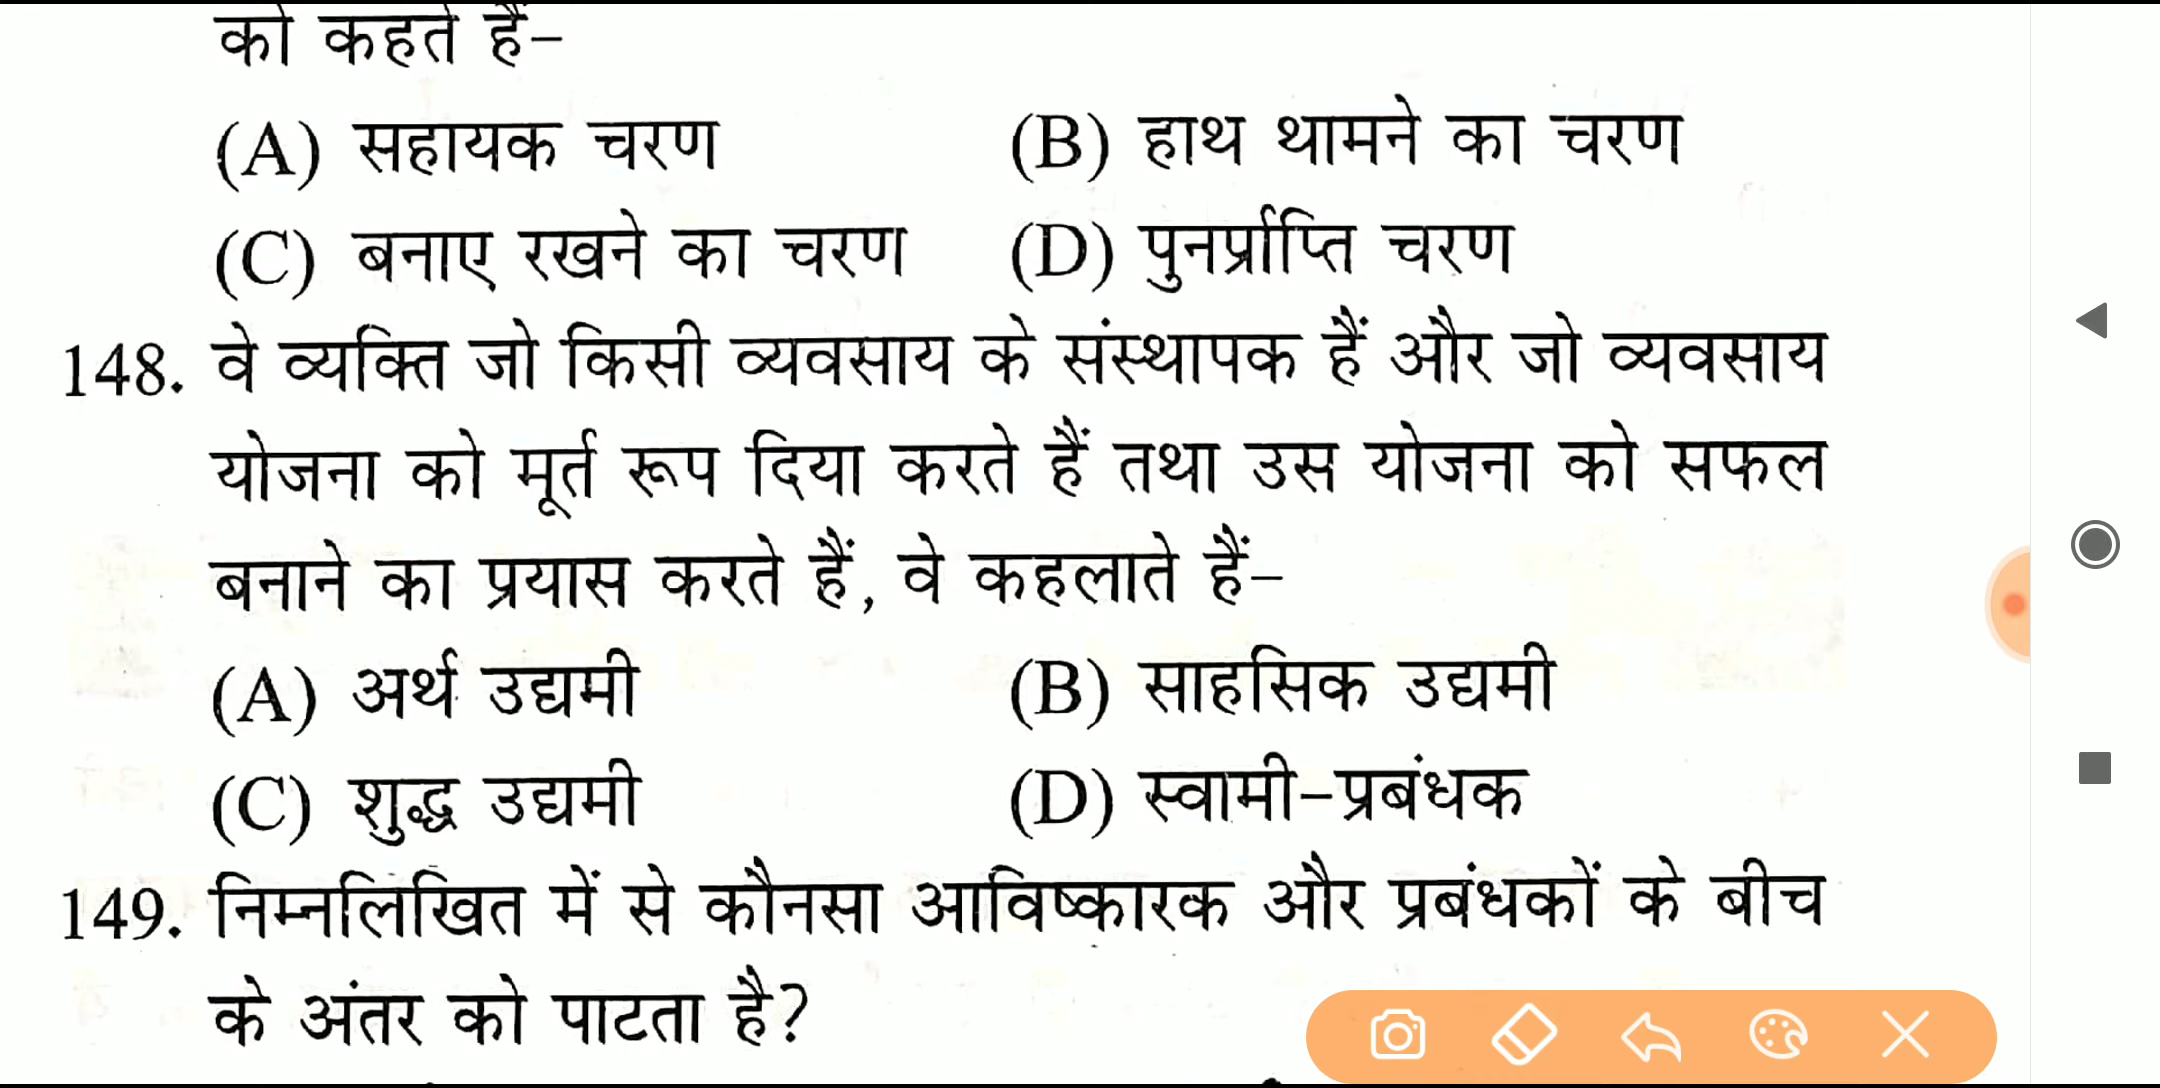 को कहते हैं-
(A) सहायक चरण (B) हाथ थामने का चरण
(C) बनाए रखने का चरण (D) पुनर्प्राप्ति चरण
148. वे व्यक्ति जो किसी व्यवसाय के संस्थापक हैं और जो व्यवसाय
योजना को मूर्त रूप दिया करते हैं तथा उस योजना को सफल
बनाने का प्रयास करते हैं, वे कहलाते हैं-
(A) अर्थ उद्यमी (B) साहसिक उद्यमी
(C) शुद्ध उद्यमी (D) स्वामी-प्रबंधक
149. निम्नलिखित में से कौनसा आविष्कारक और प्रबंधकों के बीच
के अंतर को पाटता है?